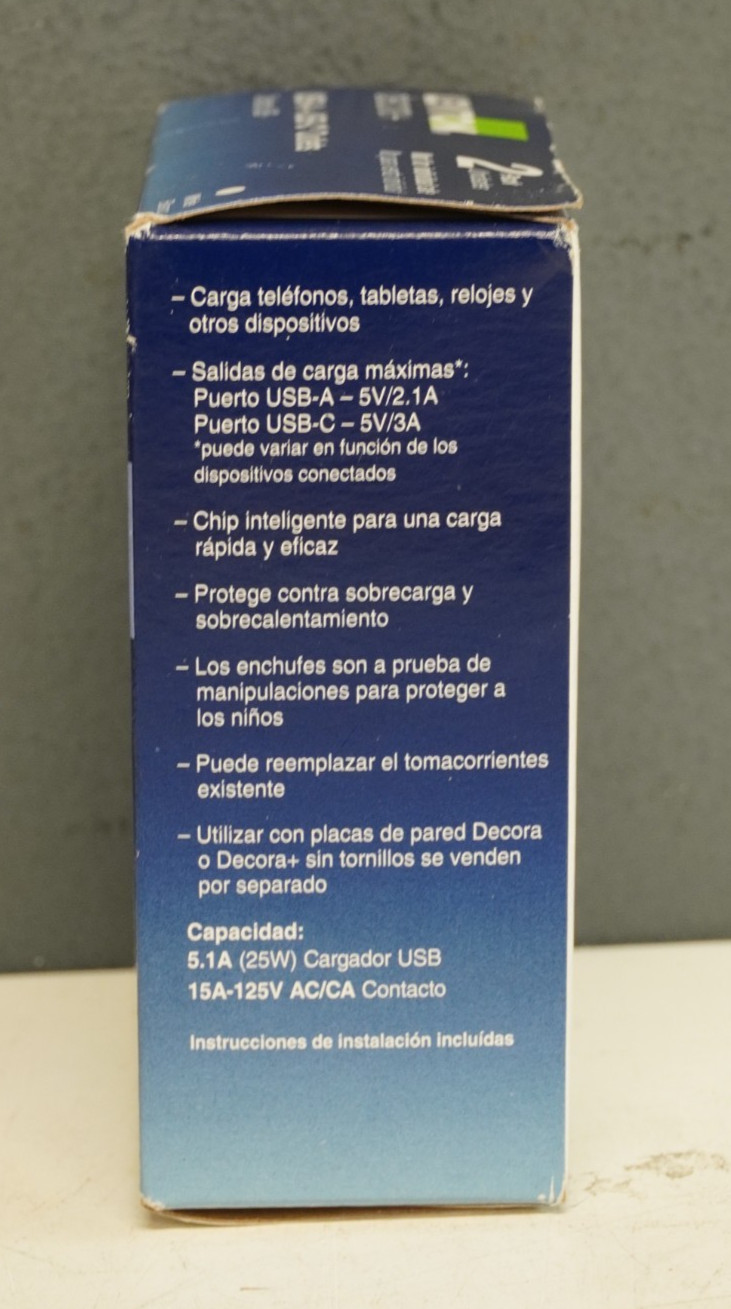 – Carga teléfonos, tabletas, relojes y
otros dispositivos
– Salidas de carga máximas*:
Puerto USB-A – 5V/2.1A
Puerto USB-C – 5V/3A
*puede variar en función de los
dispositivos conectados
– Chip inteligente para una carga
rápida y eficaz
– Protege contra sobrecarga y
sobrecalentamiento
– Los enchufes son a prueba de
manipulaciones para proteger a
los niños
– Puede reemplazar el tomacorrientes
existente
– Utilizar con placas de pared Decora
o Decora+ sin tornillos se venden
por separado
Capacidad:
5.1A (25W) Cargador USB
15A-125V AC/CA Contacto
Instrucciones de instalación incluídas